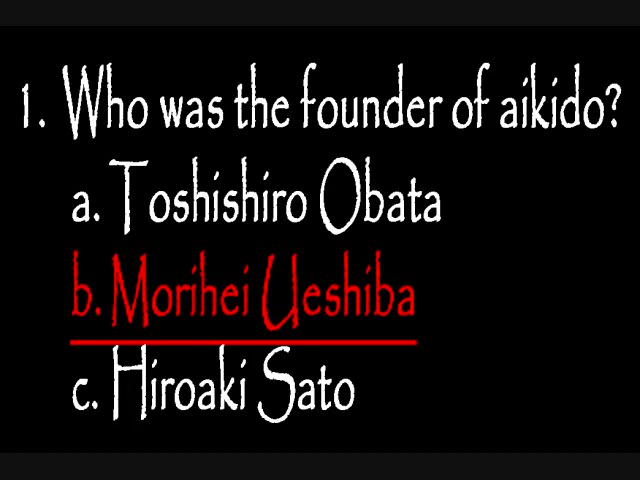 1. Who was the founder of aikido?
a. Toshishiro Obata
b. Morihei Ueshiba
c. Hiroaki Sato